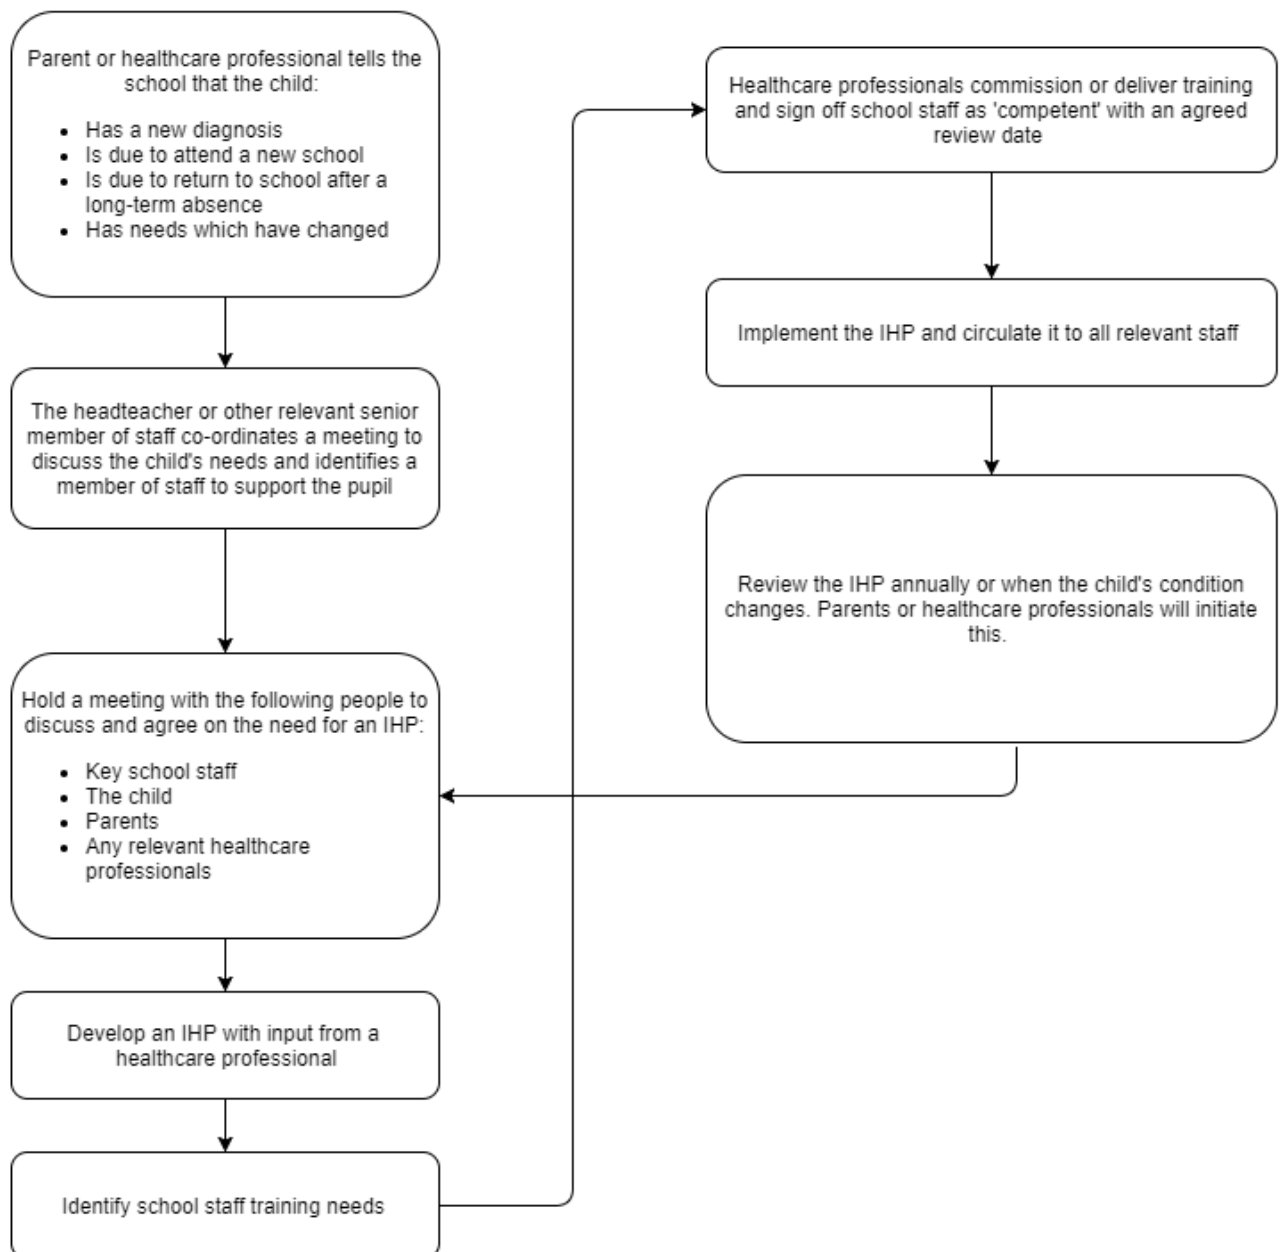 Parent or healthcare professional tells the
school that the child:
• Has a new diagnosis
• Is due to attend a new school
• Is due to return to school after a
long-term absence
• Has needs which have changed
The headteacher or other relevant senior
member of staff co-ordinates a meeting to
discuss the child's needs and identifies a
member of staff to support the pupil
Hold a meeting with the following people to
discuss and agree on the need for an IHP:
• Key school staff
• The child
• Parents
• Any relevant healthcare
professionals
Develop an IHP with input from a
healthcare professional
Identify school staff training needs
Healthcare professionals commission or deliver training
and sign off school staff as 'competent' with an agreed
review date
Implement the IHP and circulate it to all relevant staff
Review the IHP annually or when the child's condition
changes. Parents or healthcare professionals will initiate
this.